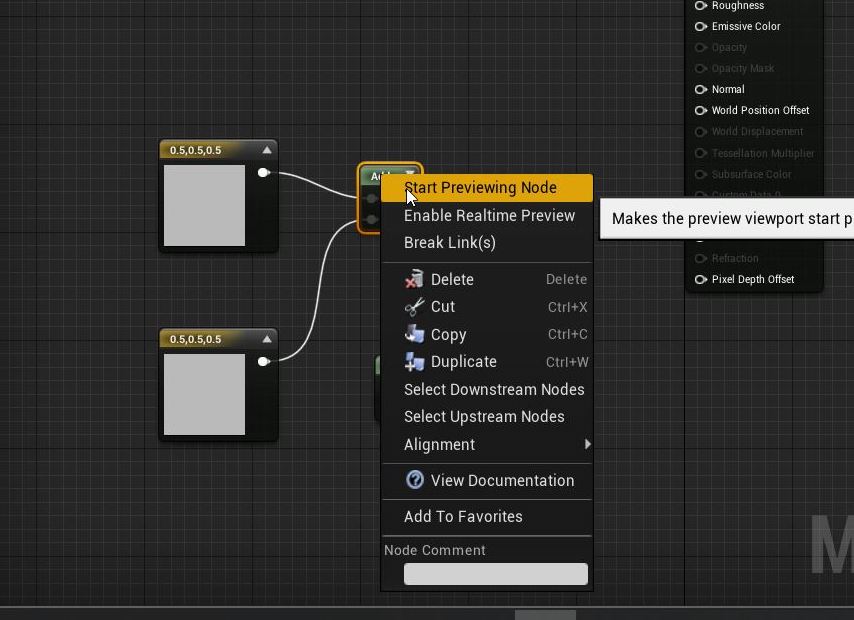 Roughness
Emissive Color
Opacity
Opacity Mask
Normal
World Position Offset
World Displacement
Tessellation Multiplier
Subsurface Color
Custom Data 0
Refraction
Pixel Depth Offset
0.5,0.5,0.5
0.5,0.5,0.5
Start Previewing Node
Makes the preview viewport start p
Enable Realtime Preview
Break Link(s)
Delete Delete
Cut Ctrl+X
Copy Ctrl+C
Duplicate Ctrl+W
Select Downstream Nodes
Select Upstream Nodes
Alignment
View Documentation
Add To Favorites
Node Comment
M